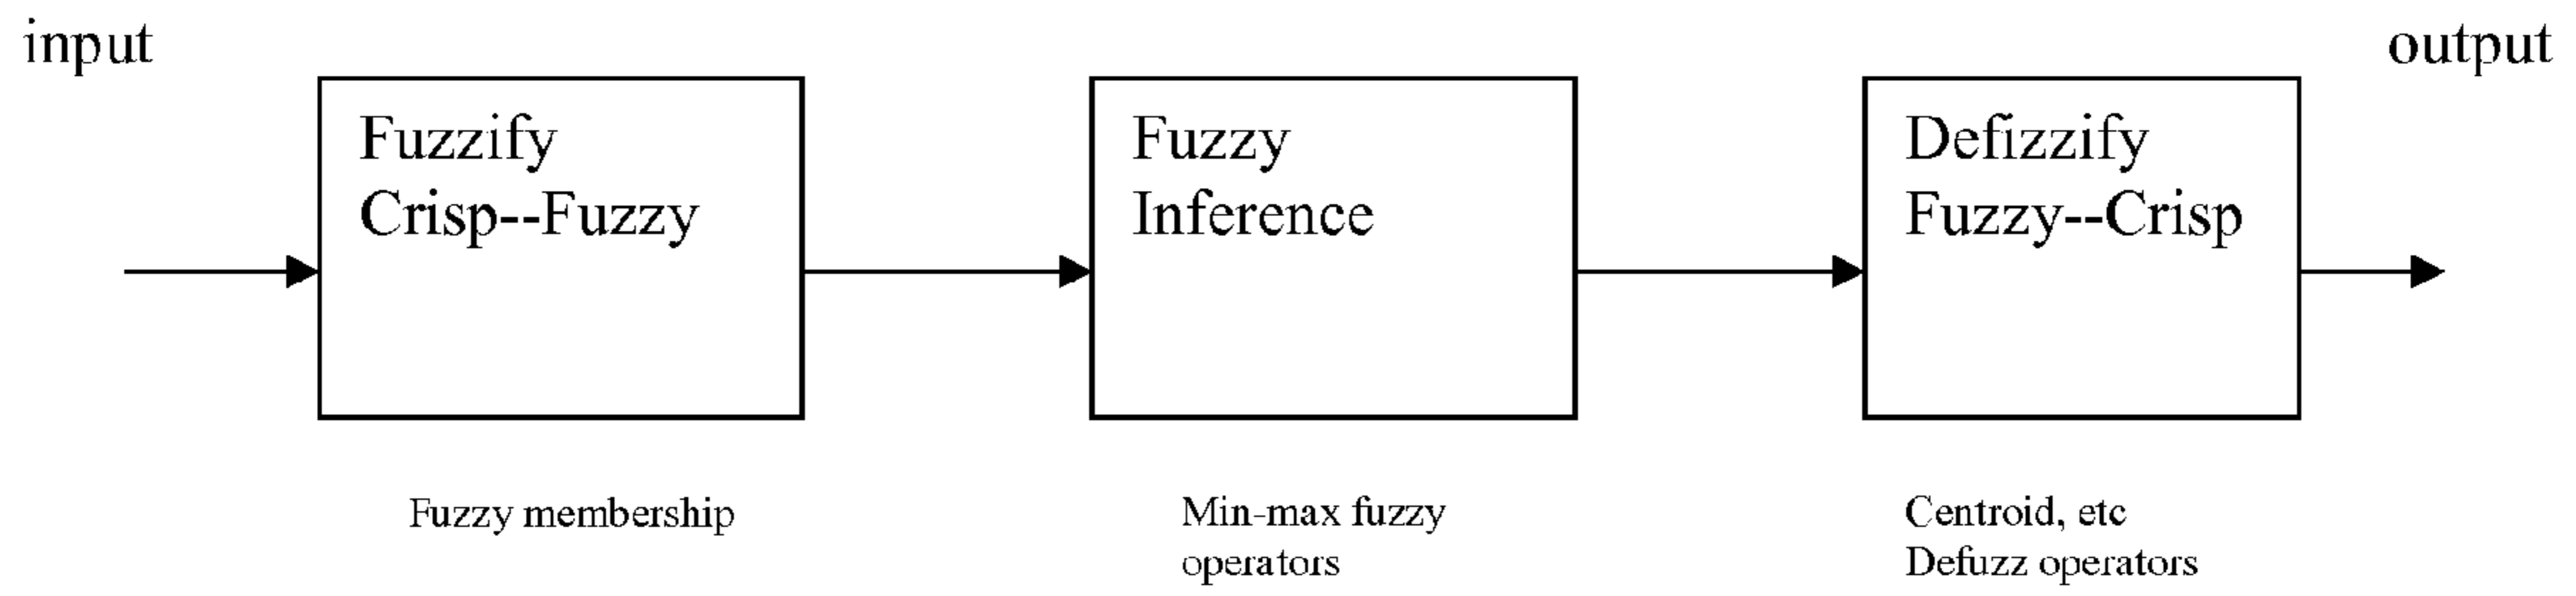 input
output
Fuzzify
Crisp--Fuzzy
Fuzzy
Inference
Defizzify
Fuzzy--Crisp
Fuzzy membership
Min-max fuzzy
operators
Centroid, etc
Defuzz operators